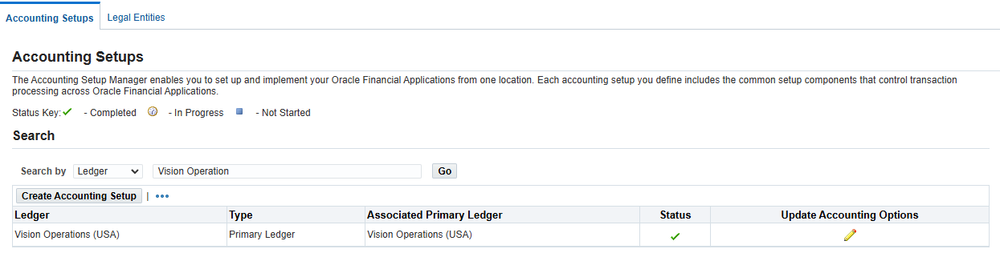 Accounting Setups Legal Entities
Accounting Setups
The Accounting Setup Manager enables you to set up and implement your Oracle Financial Applications from one location. Each accounting setup you define includes the common setup components that control transaction
processing across Oracle Financial Applications.
Status Key: - Completed - In Progress - Not Started
Search
Search by Ledger Vision Operation Go
Create Accounting Setup | •••
Ledger Type Associated Primary Ledger Status Update Accounting Options
Vision Operations (USA) Primary Ledger Vision Operations (USA)